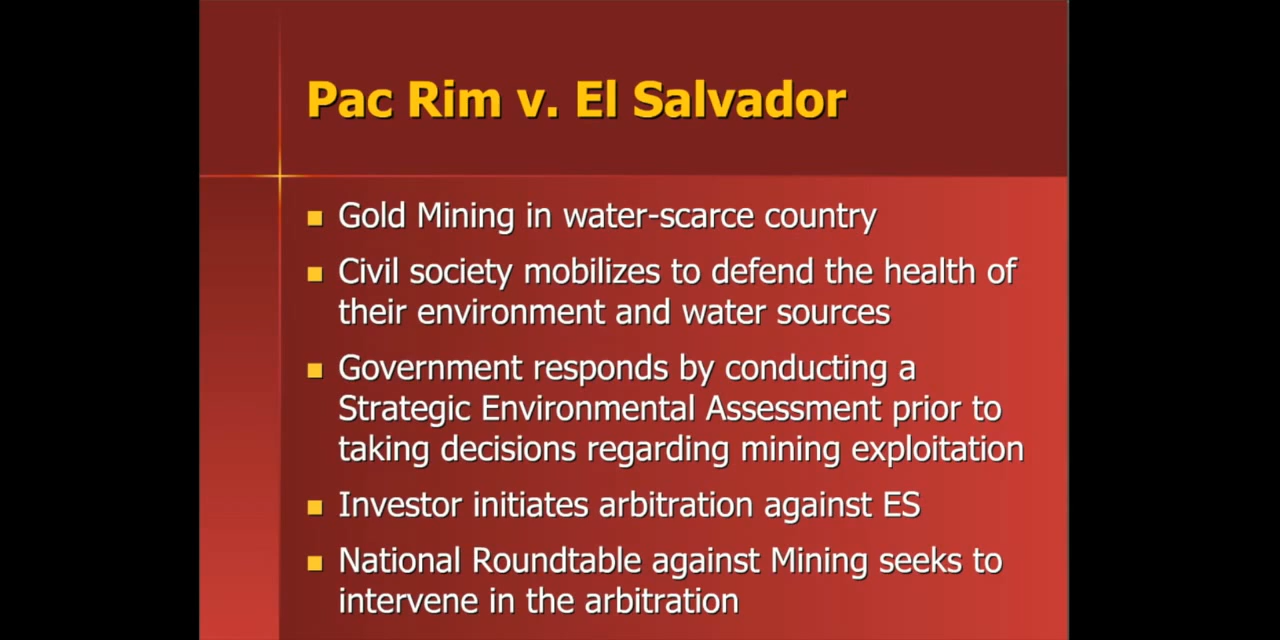 Pac Rim v. El Salvador
Gold Mining in water-scarce country
Civil society mobilizes to defend the health of
their environment and water sources
Government responds by conducting a
Strategic Environmental Assessment prior to
taking decisions regarding mining exploitation
Investor initiates arbitration against ES
National Roundtable against Mining seeks to
intervene in the arbitration